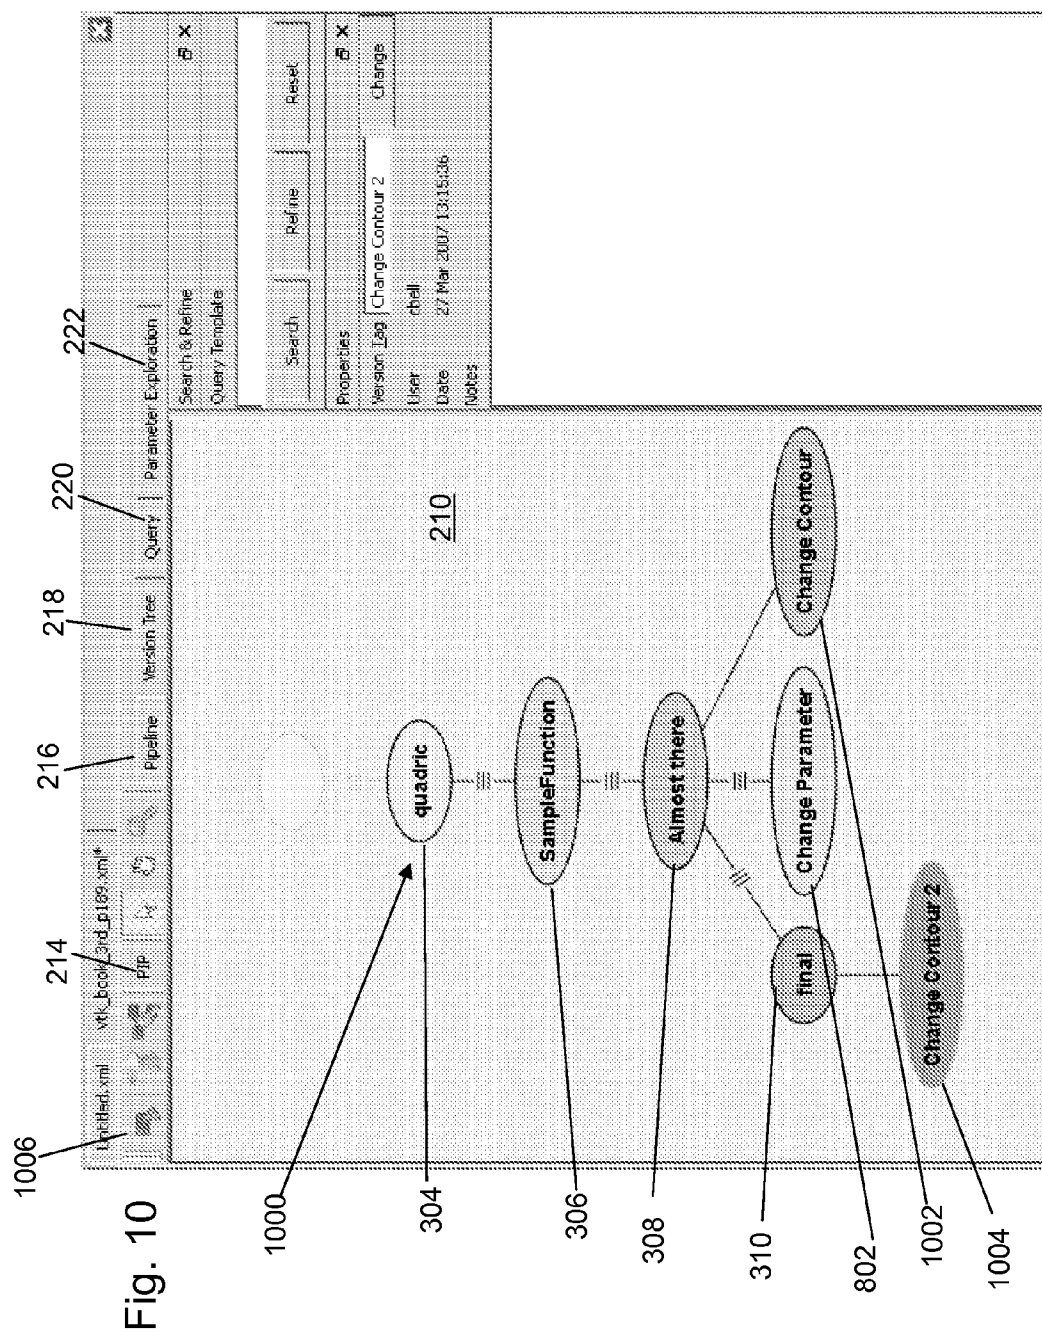 Fig. 10
1006
214
216
218
220
222
Untitled.xml
vtk_book_3rd_p189.xml*
PIP
Pipeline
Version Tree
Query
Parameter Exploration
Search & Refine
Query Template
Search
Refine
Reset
Properties
Version Tag
Change Contour 2
Change
User
cbell
Date
27 Mar 2007 13:15:36
Notes
210
1000
304
306
308
310
802
1002
1004
quadric
SampleFunction
Almost there
final
Change Parameter
Change Contour
Change Contour 2